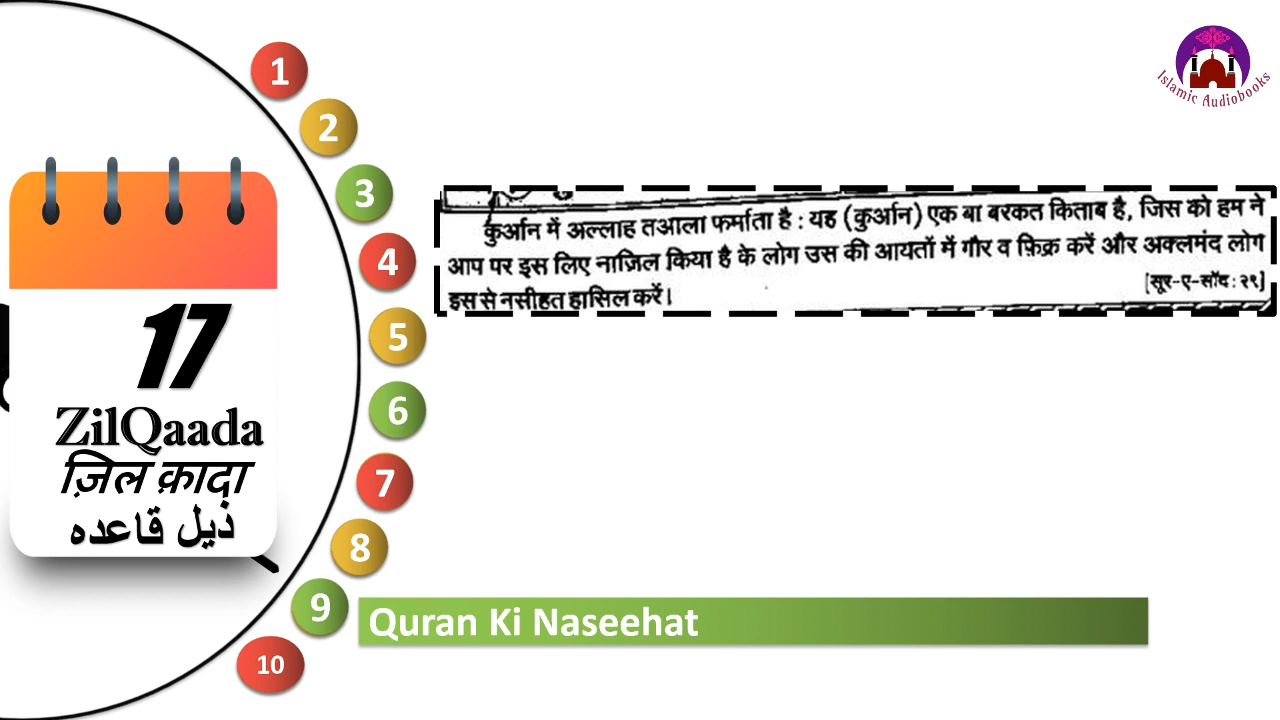 1
2
3
4
5
6
7
8
9
10
17
ZilQaada
ज़िल क़ादा
ذیل قاعدہ
Islamic Audiobooks
कुर्आन में अल्लाह तआला फर्माता है : यह (कुर्आन) एक बा बरकत किताब है, जिस को हम ने
आप पर इस लिए नाज़िल किया है के लोग उस की आयतों में गौर व फ़िक्र करें और अक्लमंद लोग
इस से नसीहत हासिल करें।
[सूर-ए-सॉद : २९]
Quran Ki Naseehat